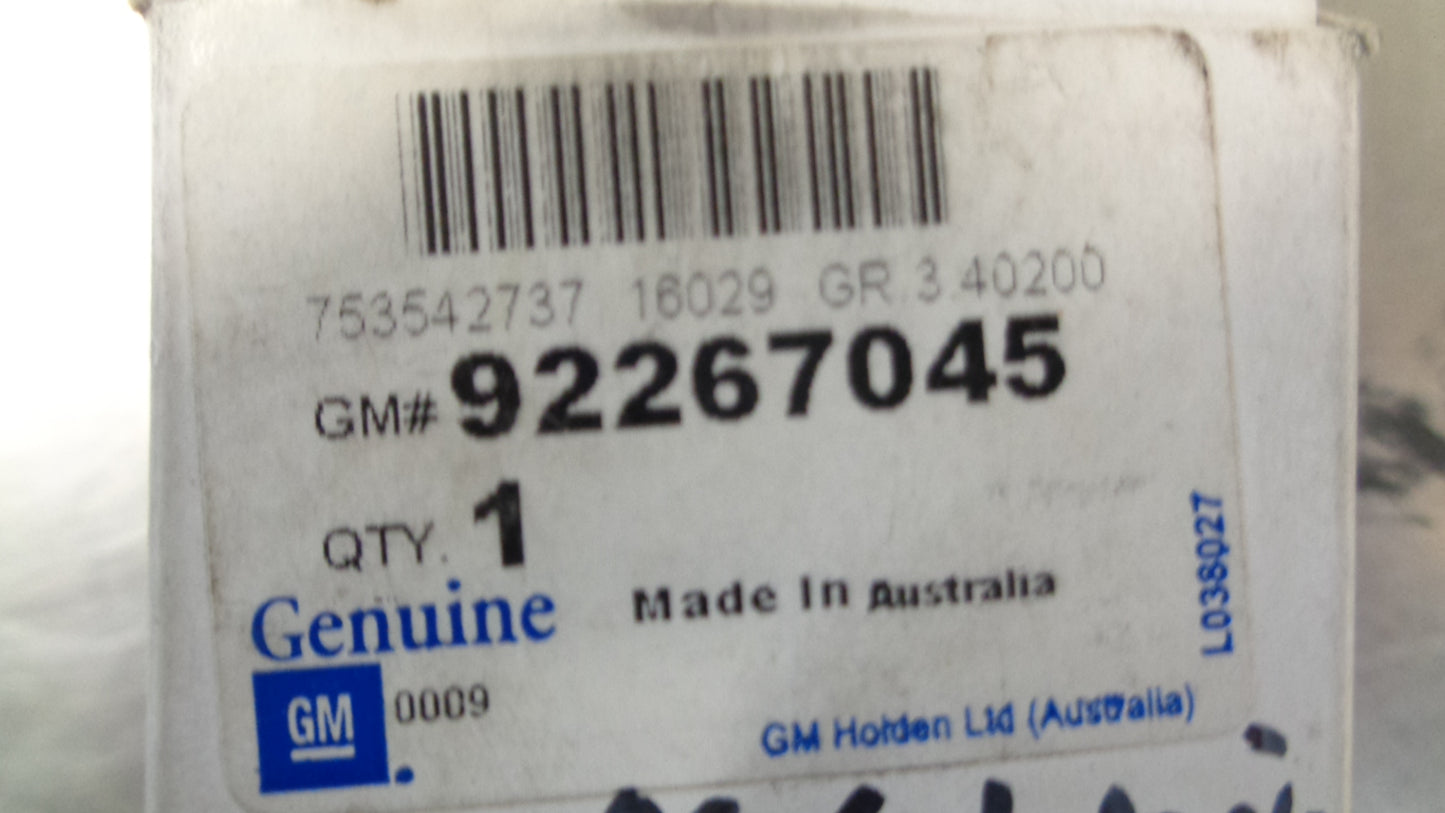 753542737 16029 GR.3.40200
GM# 92267045
QTY. 1
Genuine
Made In Australia
GM 0009
GM Holden Ltd (Australia)
L038027